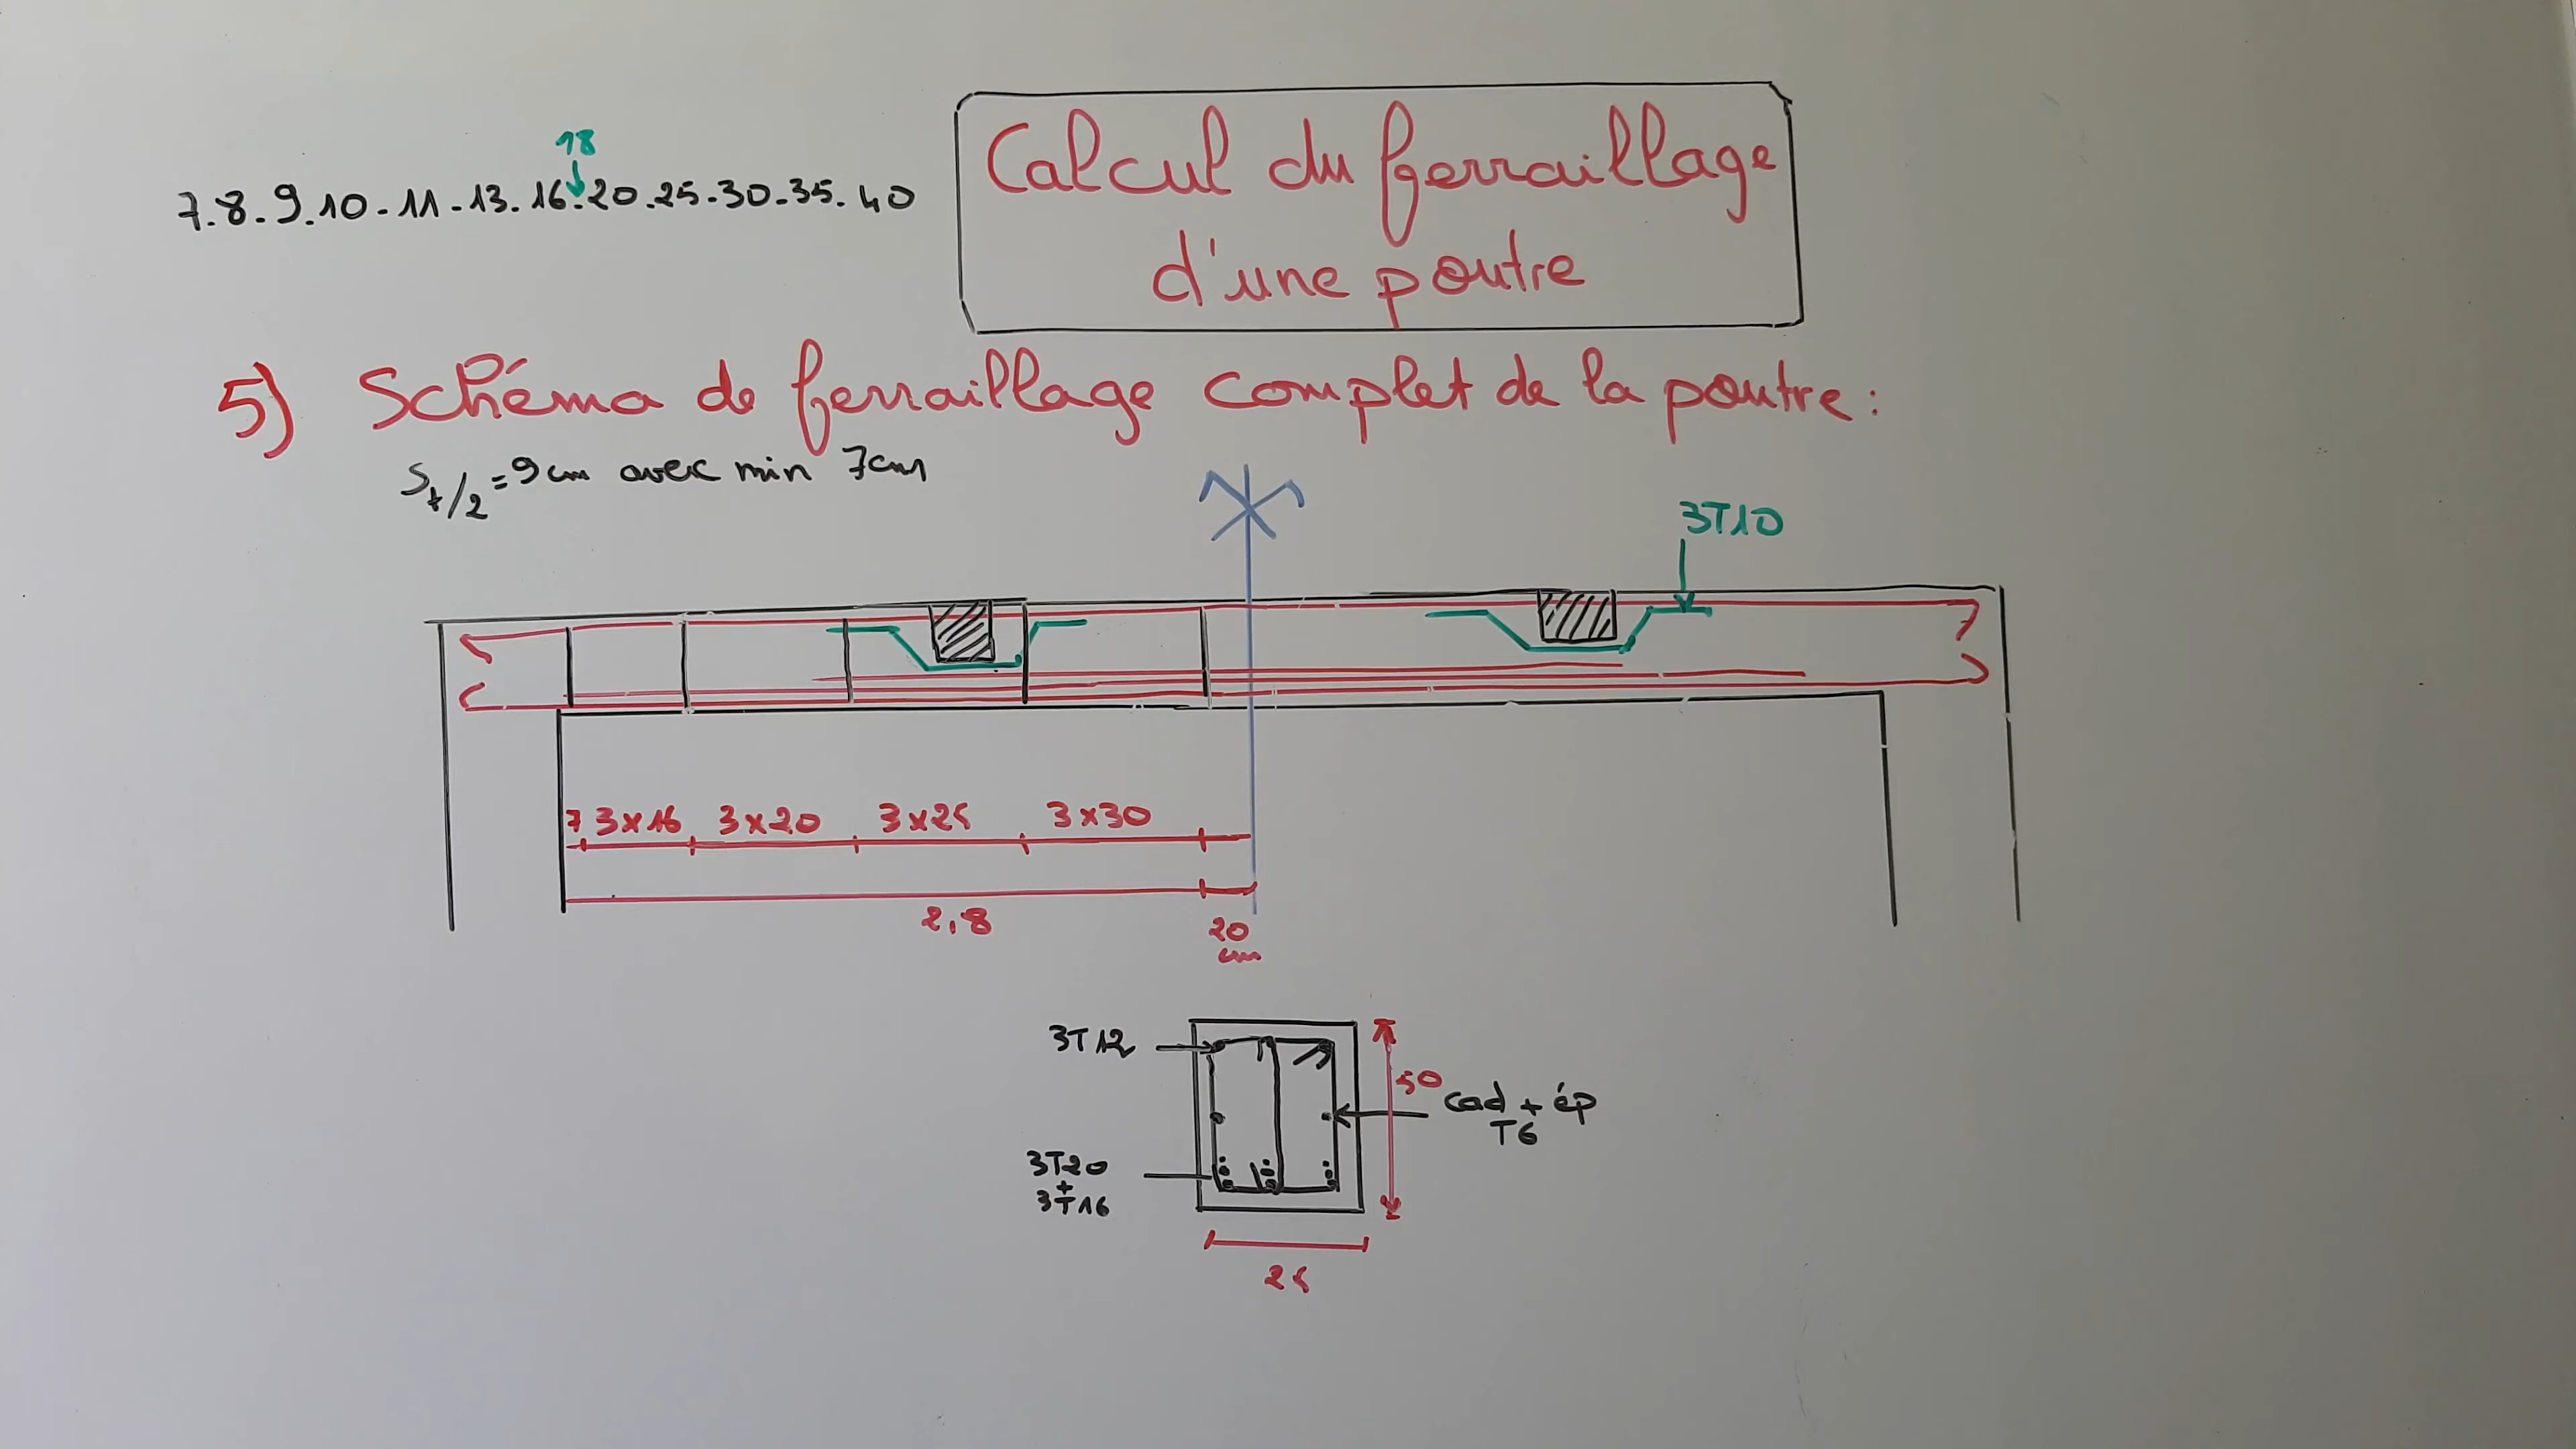 18
7.8.9.10-11-13.16.20.25-30-35.40
Calcul du ferraillage
d'une poutre
5) Schéma de ferraillage complet de la poutre:
St/2=9cm avec min 7cm
3T10
7 3x16 3x20 3x25 3x30
2,8
20
cm
3T12
50
cad + ép
T6
3T20
+
3T16
25